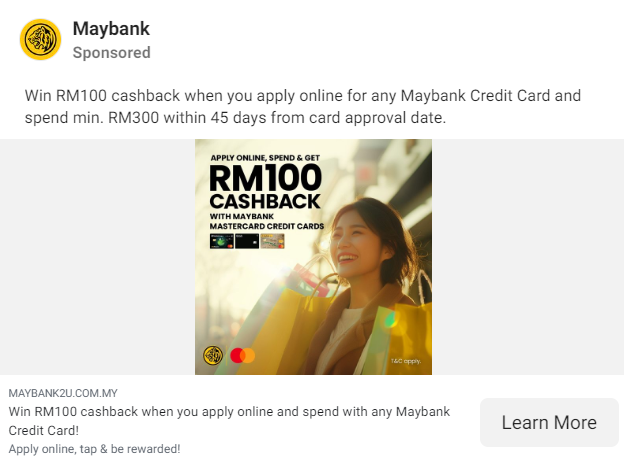 Maybank
Sponsored
Win RM100 cashback when you apply online for any Maybank Credit Card and
spend min. RM300 within 45 days from card approval date.
APPLY ONLINE, SPEND & GET
RM100
CASHBACK
WITH MAYBANK
MASTERCARD CREDIT CARDS
T&C apply.
MAYBANK2U.COM.MY
Win RM100 cashback when you apply online and spend with any Maybank
Credit Card!
Apply online, tap & be rewarded!
Learn More